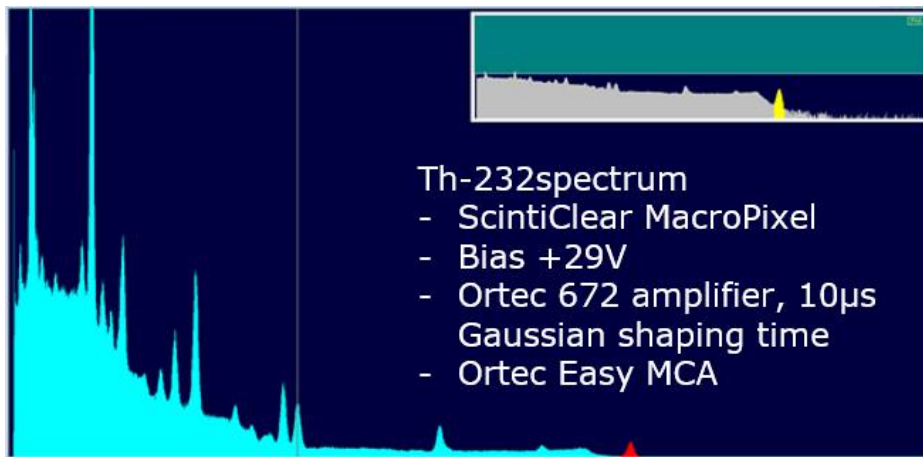 Th-232spectrum
- ScintiClear MacroPixel
- Bias +29V
- Ortec 672 amplifier, 10µs
Gaussian shaping time
- Ortec Easy MCA